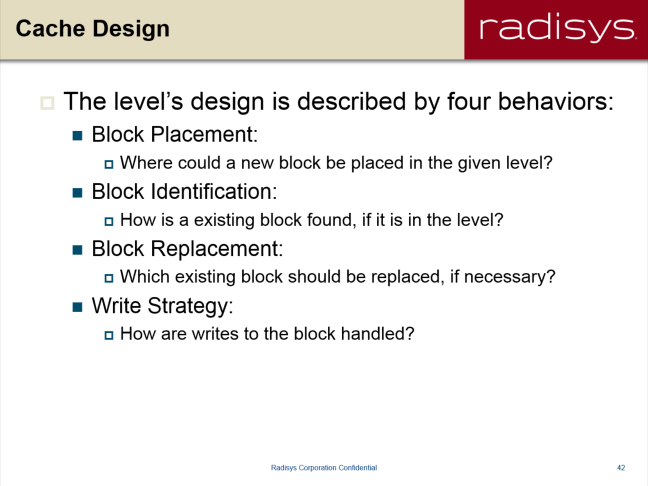 Cache Design
radisys.
The level's design is described by four behaviors:
Block Placement:
Where could a new block be placed in the given level?
Block Identification:
How is a existing block found, if it is in the level?
Block Replacement:
Which existing block should be replaced, if necessary?
Write Strategy:
How are writes to the block handled?
Radisys Corporation Confidential
42